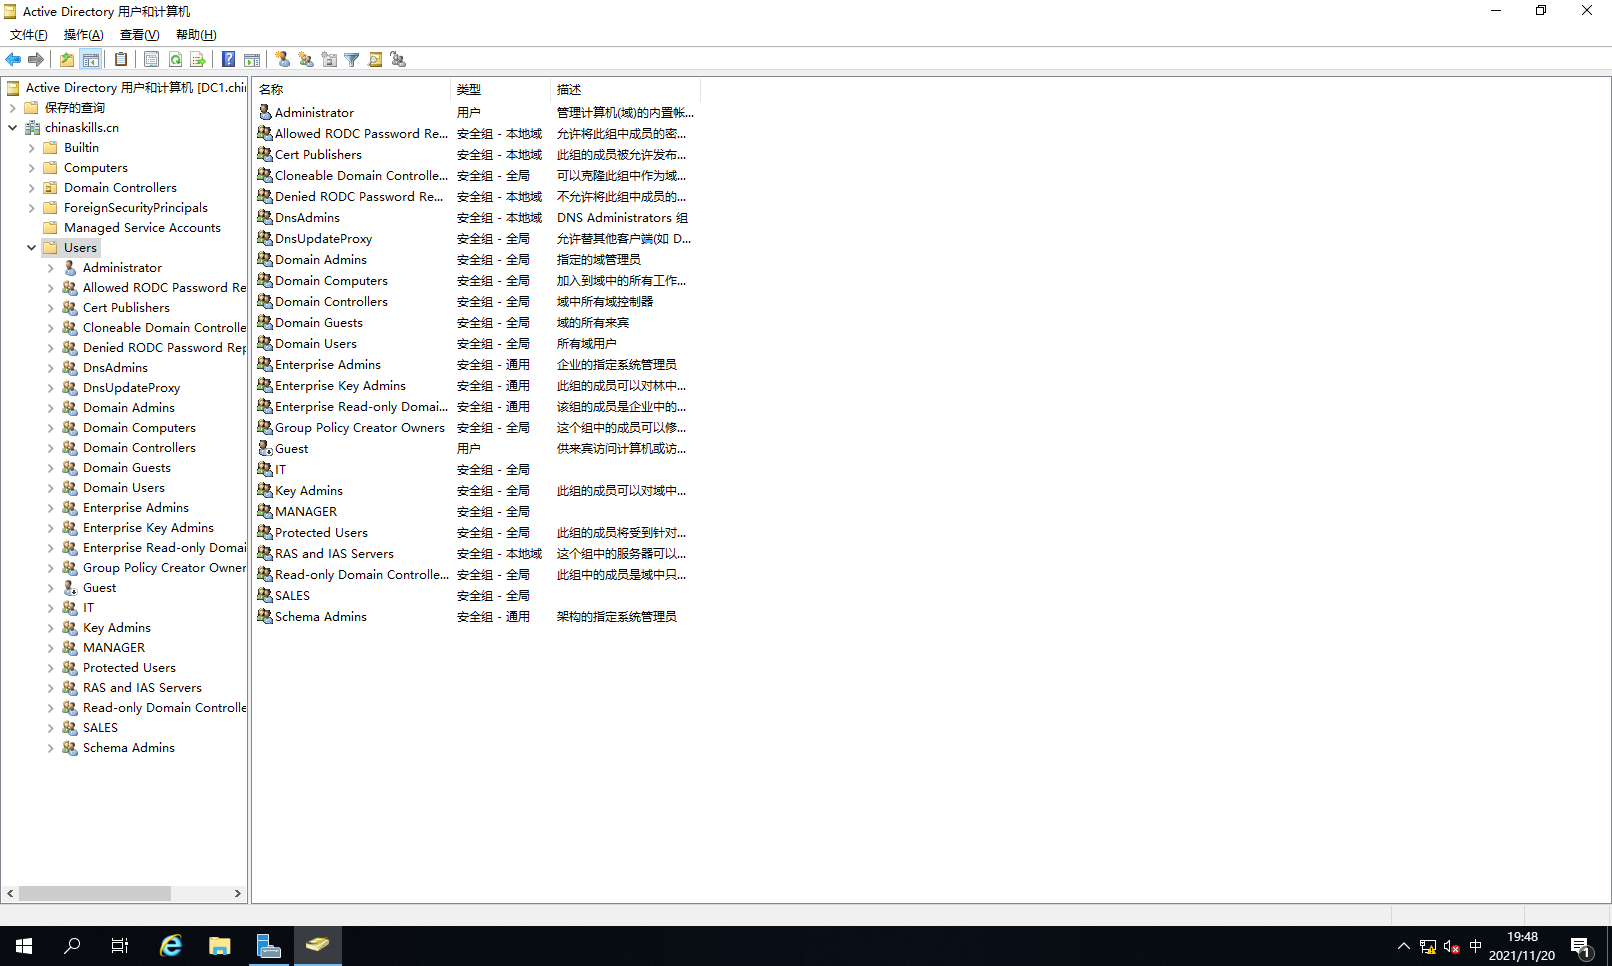 Active Directory 用户和计算机
文件(F) 操作(A) 查看(V) 帮助(H)
Active Directory 用户和计算机 [DC1.chi
保存的查询
chinaskills.cn
Builtin
Computers
Domain Controllers
ForeignSecurityPrincipals
Managed Service Accounts
Users
Administrator
Allowed RODC Password Re
Cert Publishers
Cloneable Domain Controlle
Denied RODC Password Rep
DnsAdmins
DnsUpdateProxy
Domain Admins
Domain Computers
Domain Controllers
Domain Guests
Domain Users
Enterprise Admins
Enterprise Key Admins
Enterprise Read-only Domai
Group Policy Creator Owner
Guest
IT
Key Admins
MANAGER
Protected Users
RAS and IAS Servers
Read-only Domain Controlle
SALES
Schema Admins
名称 类型 描述
Administrator 用户 管理计算机(域)的内置帐...
Allowed RODC Password Re... 安全组 - 本地域 允许将此组中成员的密...
Cert Publishers 安全组 - 本地域 此组的成员被允许发布...
Cloneable Domain Controlle... 安全组 - 全局 可以克隆此组中作为域...
Denied RODC Password Re... 安全组 - 本地域 不允许将此组中成员的...
DnsAdmins 安全组 - 本地域 DNS Administrators 组
DnsUpdateProxy 安全组 - 全局 允许替其他客户端(如 D...
Domain Admins 安全组 - 全局 指定的域管理员
Domain Computers 安全组 - 全局 加入到域中的所有工作...
Domain Controllers 安全组 - 全局 域中所有域控制器
Domain Guests 安全组 - 全局 域的所有来宾
Domain Users 安全组 - 全局 所有域用户
Enterprise Admins 安全组 - 通用 企业的指定系统管理员
Enterprise Key Admins 安全组 - 通用 此组的成员可以对林中...
Enterprise Read-only Domai... 安全组 - 通用 该组的成员是企业中的...
Group Policy Creator Owners 安全组 - 全局 这个组中的成员可以修...
Guest 用户 供来宾访问计算机或访...
IT 安全组 - 全局
Key Admins 安全组 - 全局 此组的成员可以对域中...
MANAGER 安全组 - 全局
Protected Users 安全组 - 全局 此组的成员将受到针对...
RAS and IAS Servers 安全组 - 本地域 这个组中的服务器可以...
Read-only Domain Controlle... 安全组 - 全局 此组中的成员是域中只...
SALES 安全组 - 全局
Schema Admins 安全组 - 通用 架构的指定系统管理员
中
19:48
2021/11/20
1